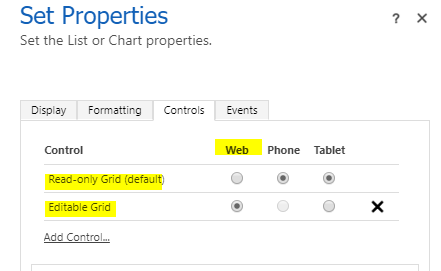 Set Properties
? ×
Set the List or Chart properties.
Display Formatting Controls Events
Control Web Phone Tablet
Read-only Grid (default)
Editable Grid
Add Control...